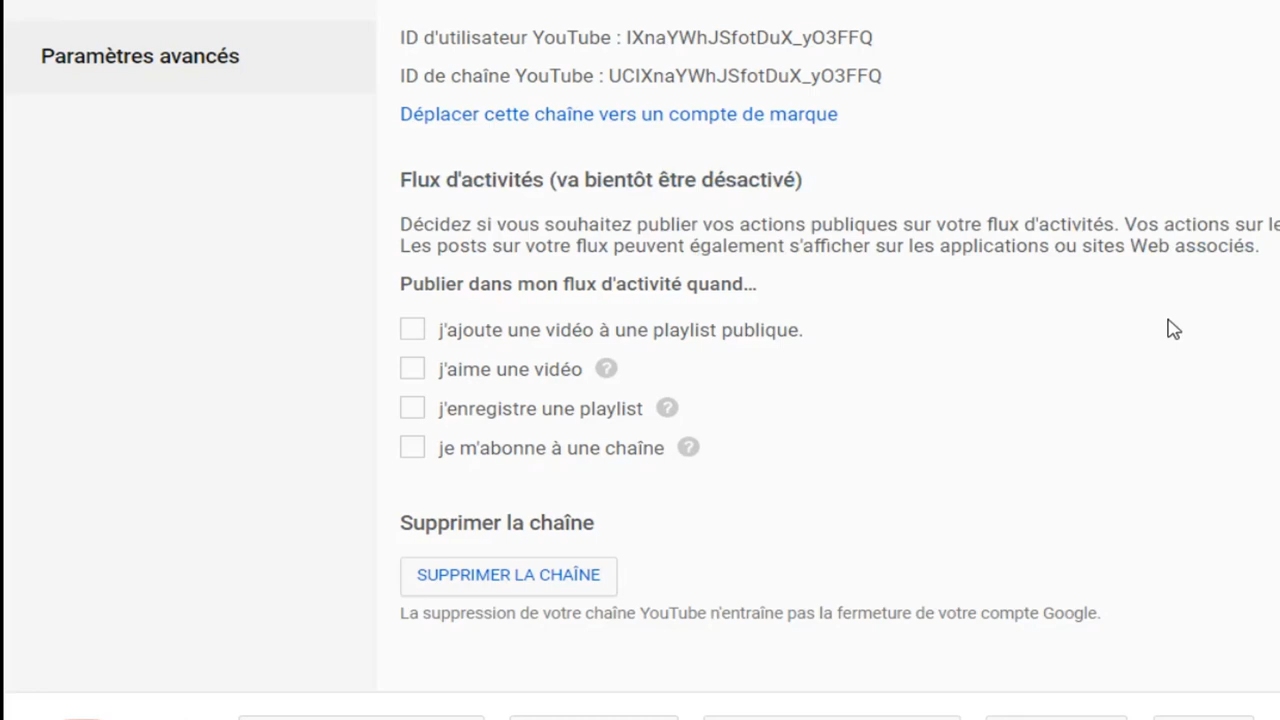 Paramètres avancés
ID d'utilisateur YouTube : IXnaYWhJSfotDuX_yO3FFQ
ID de chaîne YouTube : UCIXnaYWhJSfotDuX_yO3FFQ
Déplacer cette chaîne vers un compte de marque
Flux d'activités (va bientôt être désactivé)
Décidez si vous souhaitez publier vos actions publiques sur votre flux d'activités. Vos actions sur le
Les posts sur votre flux peuvent également s'afficher sur les applications ou sites Web associés.
Publier dans mon flux d'activité quand...
j'ajoute une vidéo à une playlist publique.
j'aime une vidéo ?
j'enregistre une playlist ?
je m'abonne à une chaîne ?
Supprimer la chaîne
SUPPRIMER LA CHAÎNE
La suppression de votre chaîne YouTube n'entraîne pas la fermeture de votre compte Google.